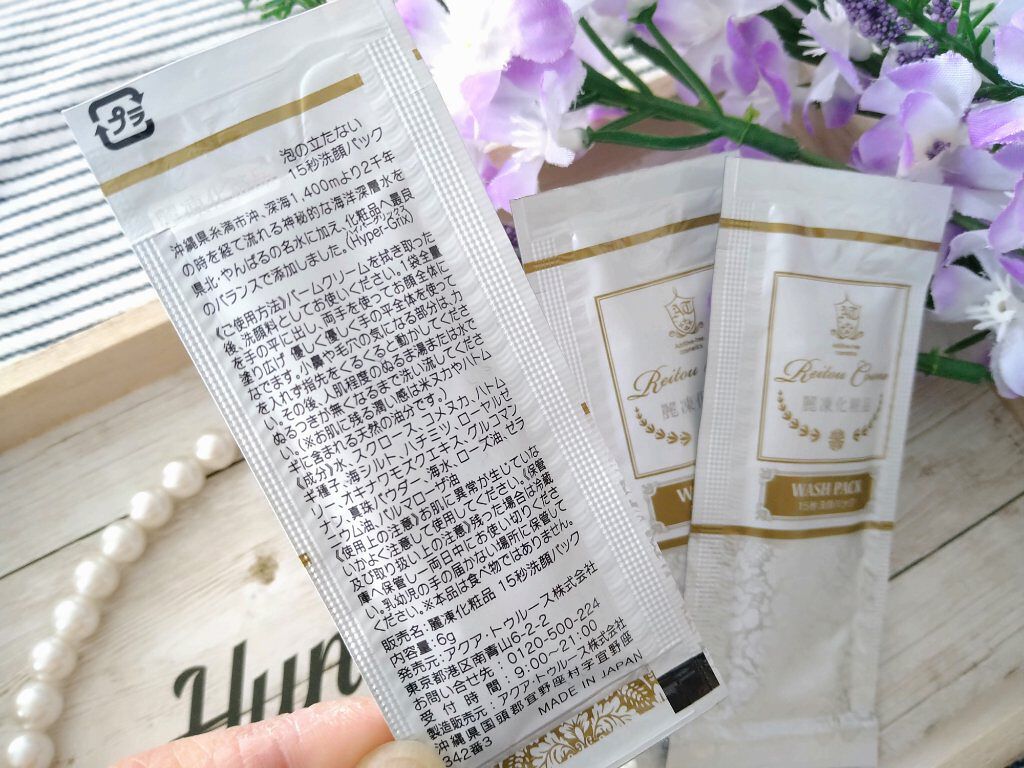 プラ
泡の立たない
15秒洗顔パック
沖縄県糸満市沖、深海1,400mより2千年
の時を経て流れる神秘的な海洋深層水を
県北・やんばるの名水に加え、化粧品へ最良
のバランスで添加しました。(Hyper-Gnix)
《ご使用方法》バームクリームを拭き取った
後、洗顔料としてお使いください。1袋全量
を手の平に出し、両手を使ってお顔全体に
塗り広げ 優しく優しく手の平全体を使って
なでます。小鼻や毛穴の気になる部分は、力
を入れず指先をくるくると動かしてくださ
い。その後、人肌程度のぬるま湯または水で
ぬるつきが無くなるまで洗い流してくださ
い。(※お肌に残る潤い感は米ヌカやハトム
ギに含まれる天然の油分です。)
《成分》水、スクロース、コメヌカ、ハトム
ギ種子、海シルト、ハチミツ、ローヤルゼ
リー、オキナワモズクエキス、グルコマン
ナン、真珠パウダー、海水、ローズ油、ゼラ
ニウム油、パルマローザ油
《使用上の注意》お肌に異常が生じていな
いかよく注意して使用してください。《保管
及び取り扱い上の注意》残った場合は冷蔵
庫へ保管し一両日中にお使い切りくださ
い。乳幼児の手の届かない場所に保管して
ください。※本品は食べ物ではありません。
販売名:麗凍化粧品 15秒洗顔パック
内容量:6g
発売元:アクア・トゥルース株式会社
東京都港区南青山6-2-2
お問い合せ先:0120-500-224
受付時間:9:00~21:00
製造販売元:アクア・トゥルース株式会社
沖縄県国頭郡宜野座村字宜野座
342番3
MADE IN JAPAN
Reitou
麗凍化
W
Reitou Cosme
麗凍化粧品
WASH PACK
15秒洗顔パック
Hun